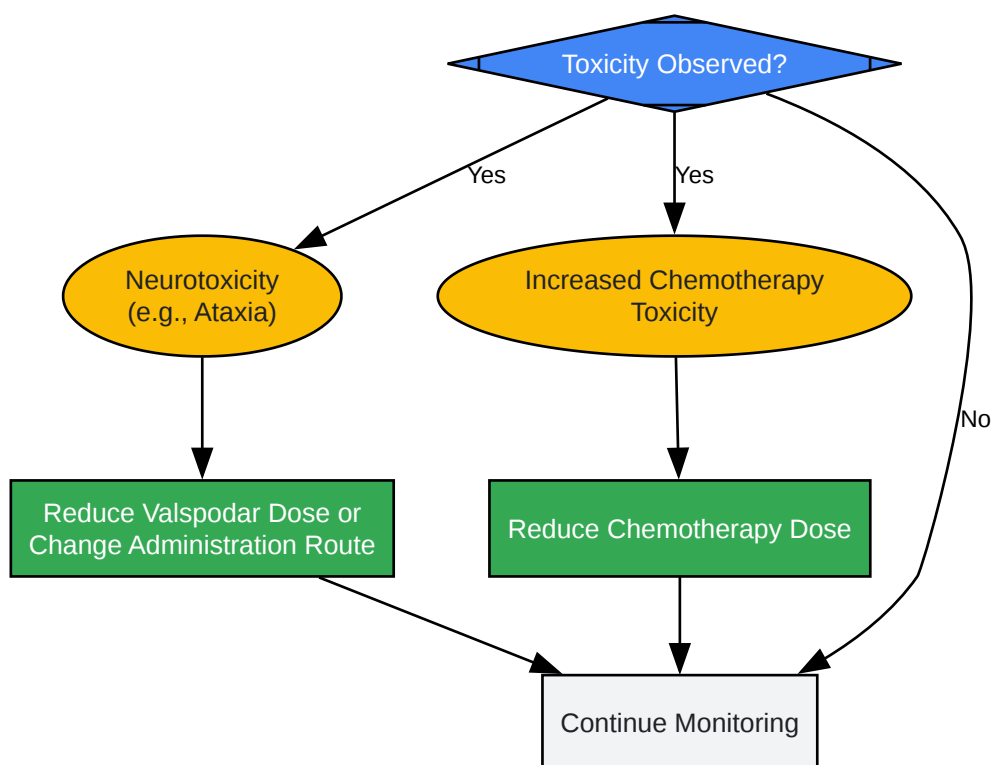 Toxicity Observed?
Yes
Yes
Neurotoxicity
(e.g., Ataxia)
Increased Chemotherapy
Toxicity
No
Reduce Valspodar Dose or
Change Administration Route
Reduce Chemotherapy Dose
Continue Monitoring